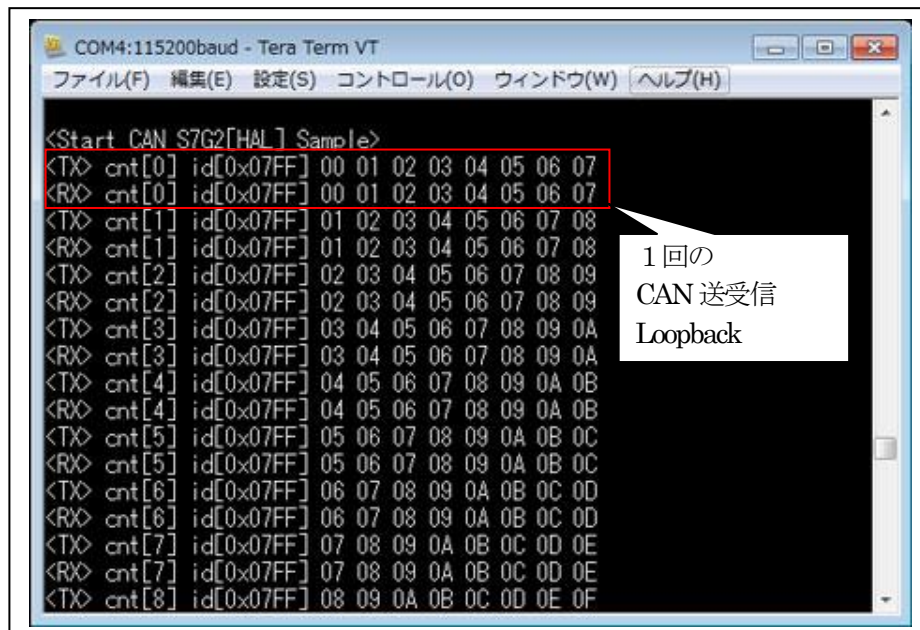 COM4:115200baud - Tera Term VT
ファイル(F) 編集(E) 設定(S) コントロール(O) ウィンドウ(W) ヘルプ(H)
<Start CAN S7G2[HAL] Sample>
<TX> cnt[0] id[0x07FF] 00 01 02 03 04 05 06 07
<RX> cnt[0] id[0x07FF] 00 01 02 03 04 05 06 07
<TX> cnt[1] id[0x07FF] 01 02 03 04 05 06 07 08
<RX> cnt[1] id[0x07FF] 01 02 03 04 05 06 07 08
<TX> cnt[2] id[0x07FF] 02 03 04 05 06 07 08 09
<RX> cnt[2] id[0x07FF] 02 03 04 05 06 07 08 09
<TX> cnt[3] id[0x07FF] 03 04 05 06 07 08 09 0A
<RX> cnt[3] id[0x07FF] 03 04 05 06 07 08 09 0A
<TX> cnt[4] id[0x07FF] 04 05 06 07 08 09 0A 0B
<RX> cnt[4] id[0x07FF] 04 05 06 07 08 09 0A 0B
<TX> cnt[5] id[0x07FF] 05 06 07 08 09 0A 0B 0C
<RX> cnt[5] id[0x07FF] 05 06 07 08 09 0A 0B 0C
<TX> cnt[6] id[0x07FF] 06 07 08 09 0A 0B 0C 0D
<RX> cnt[6] id[0x07FF] 06 07 08 09 0A 0B 0C 0D
<TX> cnt[7] id[0x07FF] 07 08 09 0A 0B 0C 0D 0E
<RX> cnt[7] id[0x07FF] 07 08 09 0A 0B 0C 0D 0E
<TX> cnt[8] id[0x07FF] 08 09 0A 0B 0C 0D 0E 0F
1回の
CAN 送受信
Loopback